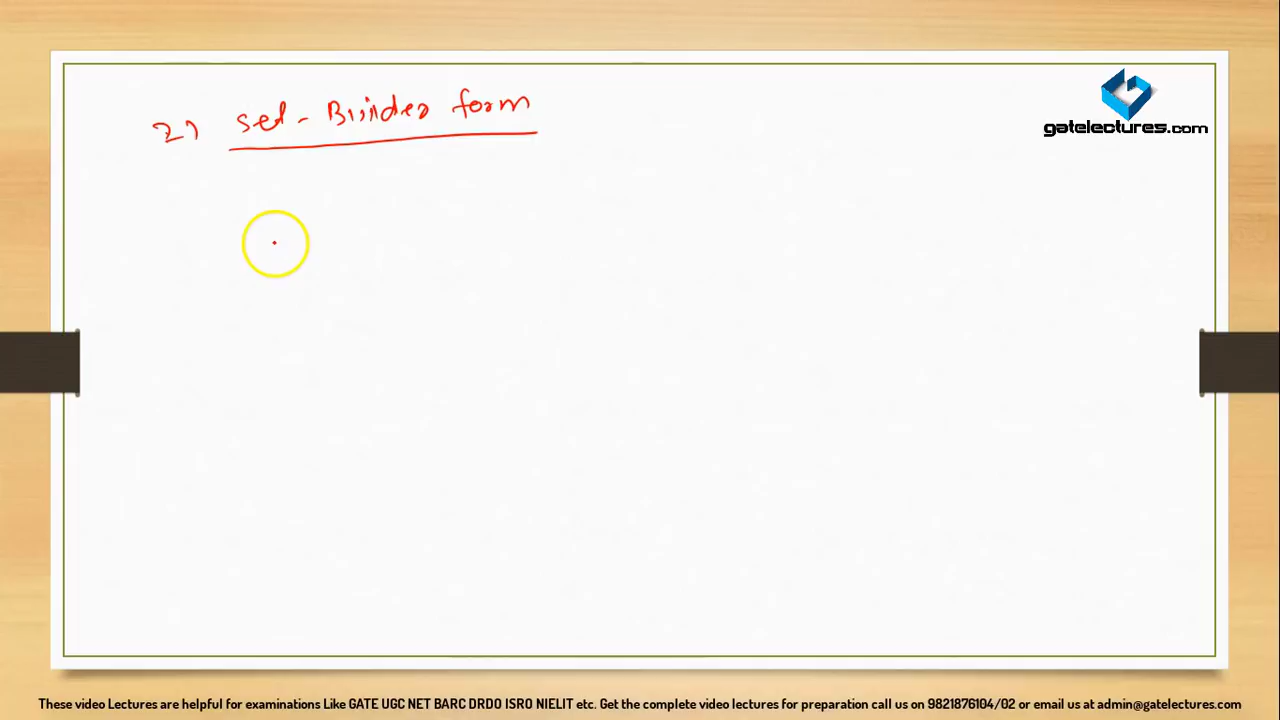 2) Set - Builder form
gatelectures.com
These video Lectures are helpful for examinations Like GATE UGC NET BARC DRDO ISRO NIELIT etc. Get the complete video lectures for preparation call us on 9821876104/02 or email us at admin@gatelectures.com